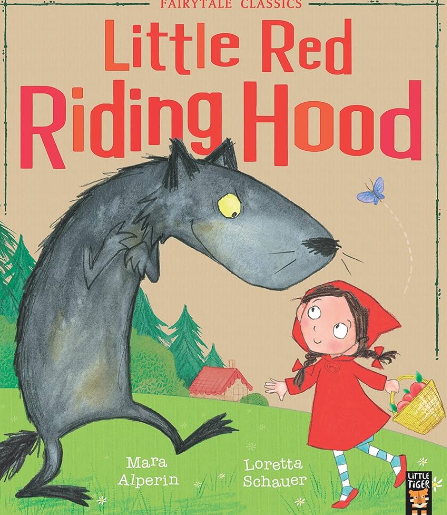 FAIRYTALE CLASSICS
Little Red
Riding Hood
Mara
Alperin
Loretta
Schauer
LITTLE
TIGER